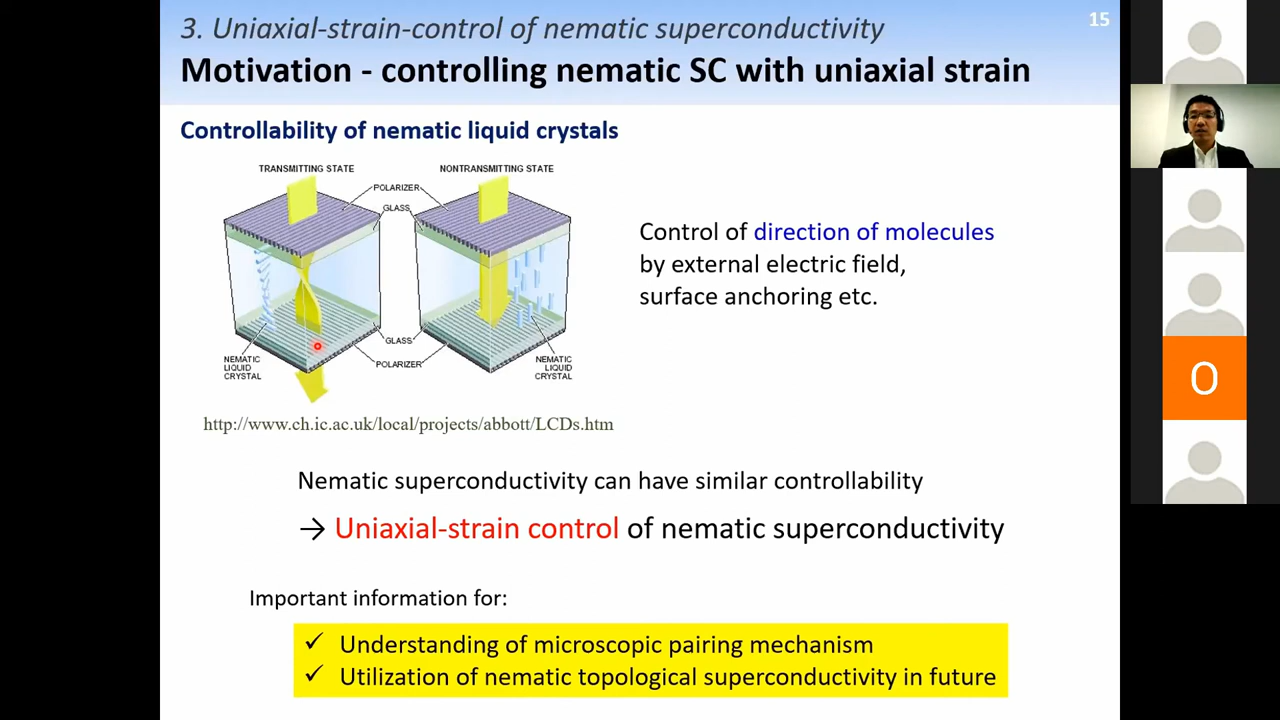 3. Uniaxial-strain-control of nematic superconductivity
15
Motivation - controlling nematic SC with uniaxial strain
Controllability of nematic liquid crystals
TRANSMITTING STATE
NONTRANSMITTING STATE
POLARIZER
GLASS
GLASS
POLARIZER
NEMATIC
LIQUID
CRYSTAL
NEMATIC
LIQUID
CRYSTAL
http://www.ch.ic.ac.uk/local/projects/abbott/LCDs.htm
Control of direction of molecules
by external electric field,
surface anchoring etc.
Nematic superconductivity can have similar controllability
→ Uniaxial-strain control of nematic superconductivity
Important information for:
✓ Understanding of microscopic pairing mechanism
✓ Utilization of nematic topological superconductivity in future
O